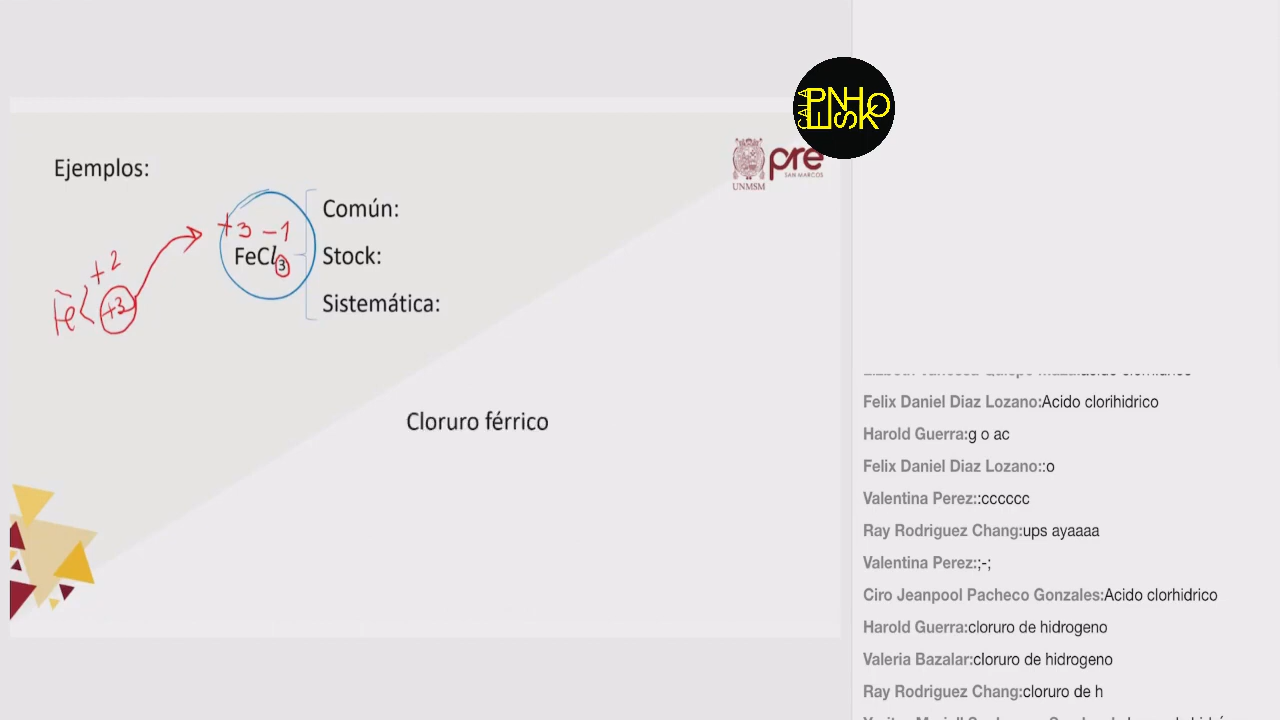 CALA
PENHO
ESK
Ejemplos:
pre
SAN MARCOS
UNMSM
+3 -1
FeCl3
Común:
Stock:
Sistemática:
Fe
+2
+3
Cloruro férrico
Felix Daniel Diaz Lozano:Acido clorihidrico
Harold Guerra:g o ac
Felix Daniel Diaz Lozano::o
Valentina Perez::cccccc
Ray Rodriguez Chang:ups ayaaaa
Valentina Perez:;-;
Ciro Jeanpool Pacheco Gonzales:Acido clorhidrico
Harold Guerra:cloruro de hidrogeno
Valeria Bazalar:cloruro de hidrogeno
Ray Rodriguez Chang:cloruro de h